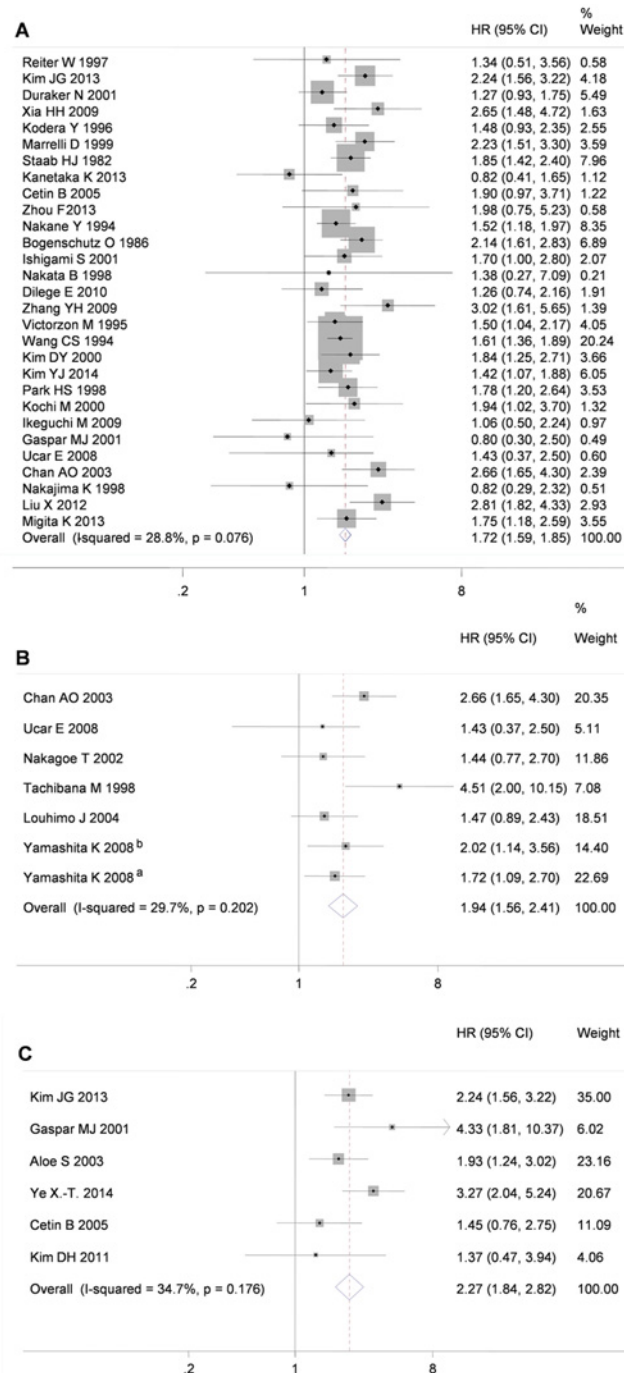 A
%
HR (95% CI) Weight
Reiter W 1997 1.34 (0.51, 3.56) 0.58
Kim JG 2013 2.24 (1.56, 3.22) 4.18
Duraker N 2001 1.27 (0.93, 1.75) 5.49
Xia HH 2009 2.65 (1.48, 4.72) 1.63
Kodera Y 1996 1.48 (0.93, 2.35) 2.55
Marrelli D 1999 2.23 (1.51, 3.30) 3.59
Staab HJ 1982 1.85 (1.42, 2.40) 7.96
Kanetaka K 2013 0.82 (0.41, 1.65) 1.12
Cetin B 2005 1.90 (0.97, 3.71) 1.22
Zhou F2013 1.98 (0.75, 5.23) 0.58
Nakane Y 1994 1.52 (1.18, 1.97) 8.35
Bogenschutz O 1986 2.14 (1.61, 2.83) 6.89
Ishigami S 2001 1.70 (1.00, 2.80) 2.07
Nakata B 1998 1.38 (0.27, 7.09) 0.21
Dilege E 2010 1.26 (0.74, 2.16) 1.91
Zhang YH 2009 3.02 (1.61, 5.65) 1.39
Victorzon M 1995 1.50 (1.04, 2.17) 4.05
Wang CS 1994 1.61 (1.36, 1.89) 20.24
Kim DY 2000 1.84 (1.25, 2.71) 3.66
Kim YJ 2014 1.42 (1.07, 1.88) 6.05
Park HS 1998 1.78 (1.20, 2.64) 3.53
Kochi M 2000 1.94 (1.02, 3.70) 1.32
Ikeguchi M 2009 1.06 (0.50, 2.24) 0.97
Gaspar MJ 2001 0.80 (0.30, 2.50) 0.49
Ucar E 2008 1.43 (0.37, 2.50) 0.60
Chan AO 2003 2.66 (1.65, 4.30) 2.39
Nakajima K 1998 0.82 (0.29, 2.32) 0.51
Liu X 2012 2.81 (1.82, 4.33) 2.93
Migita K 2013 1.75 (1.18, 2.59) 3.55
Overall (I-squared = 28.8%, p = 0.076) 1.72 (1.59, 1.85) 100.00
.2 1 8
%
HR (95% CI) Weight
B
Chan AO 2003 2.66 (1.65, 4.30) 20.35
Ucar E 2008 1.43 (0.37, 2.50) 5.11
Nakagoe T 2002 1.44 (0.77, 2.70) 11.86
Tachibana M 1998 4.51 (2.00, 10.15) 7.08
Louhimo J 2004 1.47 (0.89, 2.43) 18.51
Yamashita K 2008 b 2.02 (1.14, 3.56) 14.40
Yamashita K 2008 a 1.72 (1.09, 2.70) 22.69
Overall (I-squared = 29.7%, p = 0.202) 1.94 (1.56, 2.41) 100.00
.2 1 8
HR (95% CI) Weight
C
Kim JG 2013 2.24 (1.56, 3.22) 35.00
Gaspar MJ 2001 4.33 (1.81, 10.37) 6.02
Aloe S 2003 1.93 (1.24, 3.02) 23.16
Ye X.-T. 2014 3.27 (2.04, 5.24) 20.67
Cetin B 2005 1.45 (0.76, 2.75) 11.09
Kim DH 2011 1.37 (0.47, 3.94) 4.06
Overall (I-squared = 34.7%, p = 0.176) 2.27 (1.84, 2.82) 100.00
.2 1 8